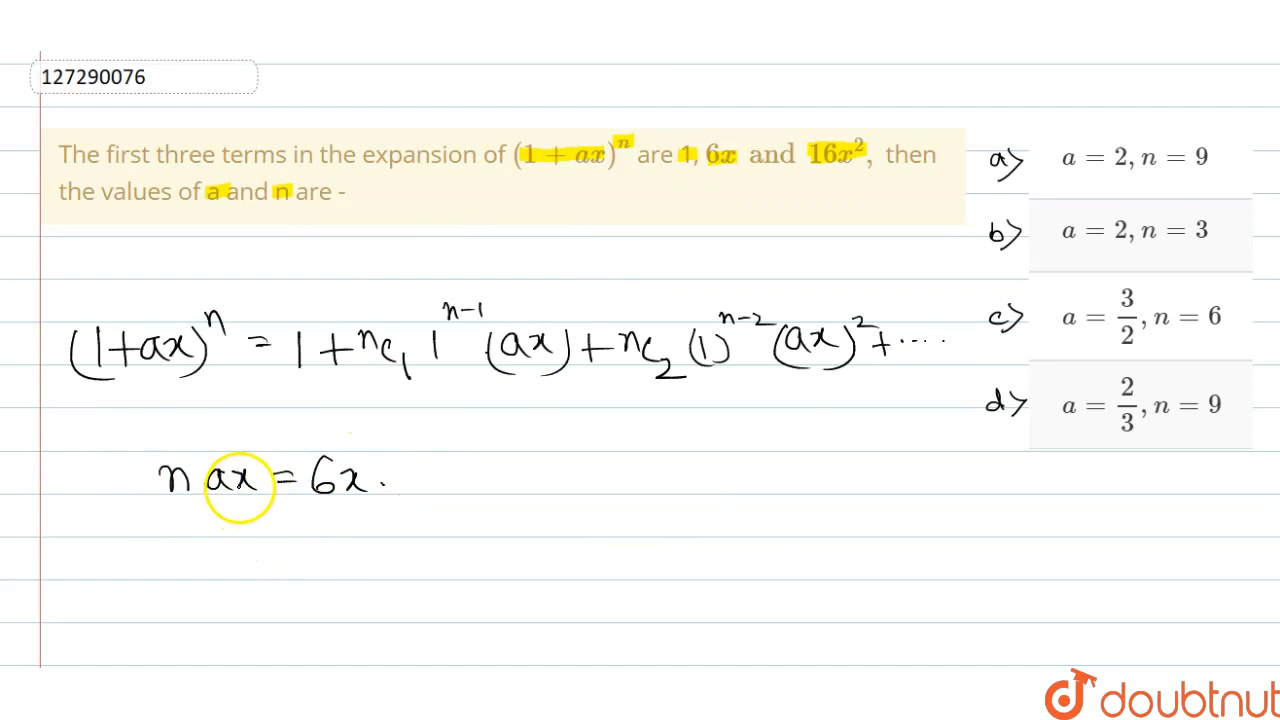 127290076
The first three terms in the expansion of (1 + ax)^n are 1, 6x and 16x², then
the values of a and n are -
a) a = 2, n = 9
b) a = 2, n = 3
c) a = 3/2, n = 6
d) a = 2/3, n = 9
(1+ax)^n = 1 + nC₁ 1^(n-1) · (ax) + nC₂ (1)^(n-2) (ax)² + ....
n ax = 6x.
doubtnut